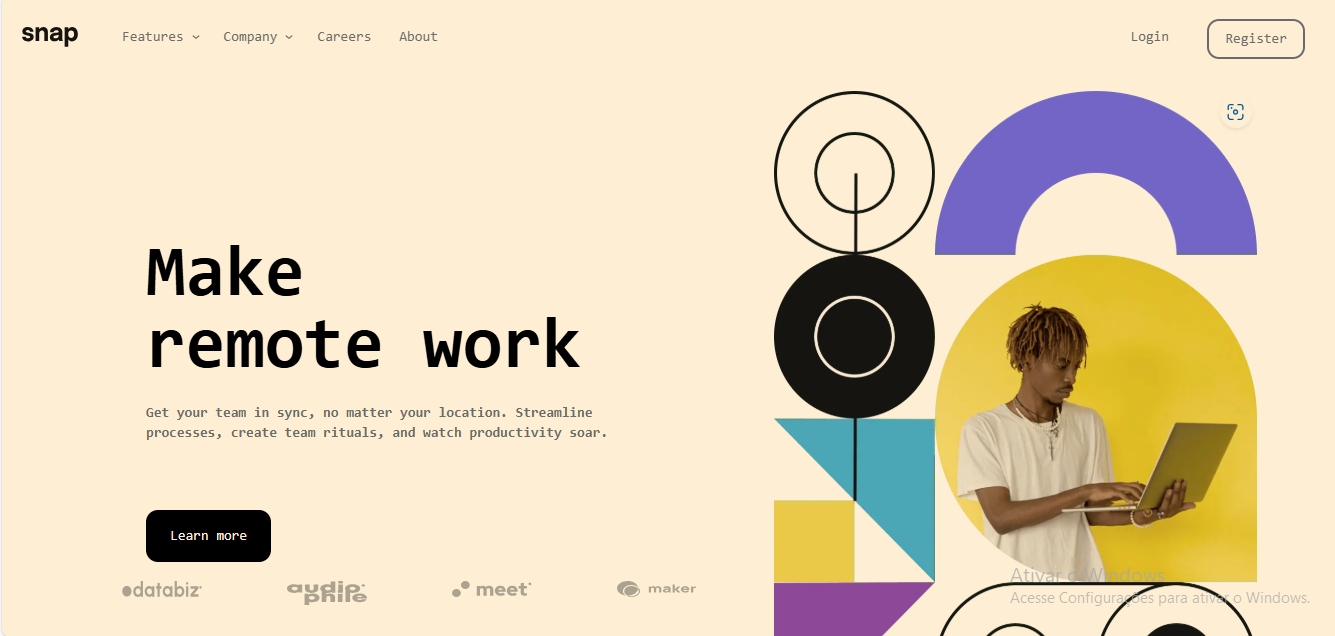 snap
Features
Company
Careers
About
Login
Register
Make
remote work
Get your team in sync, no matter your location. Streamline
processes, create team rituals, and watch productivity soar.
Learn more
databiz
audiophile
meet
maker
Ativar o Windows
Acesse Configurações para ativar o Windows.